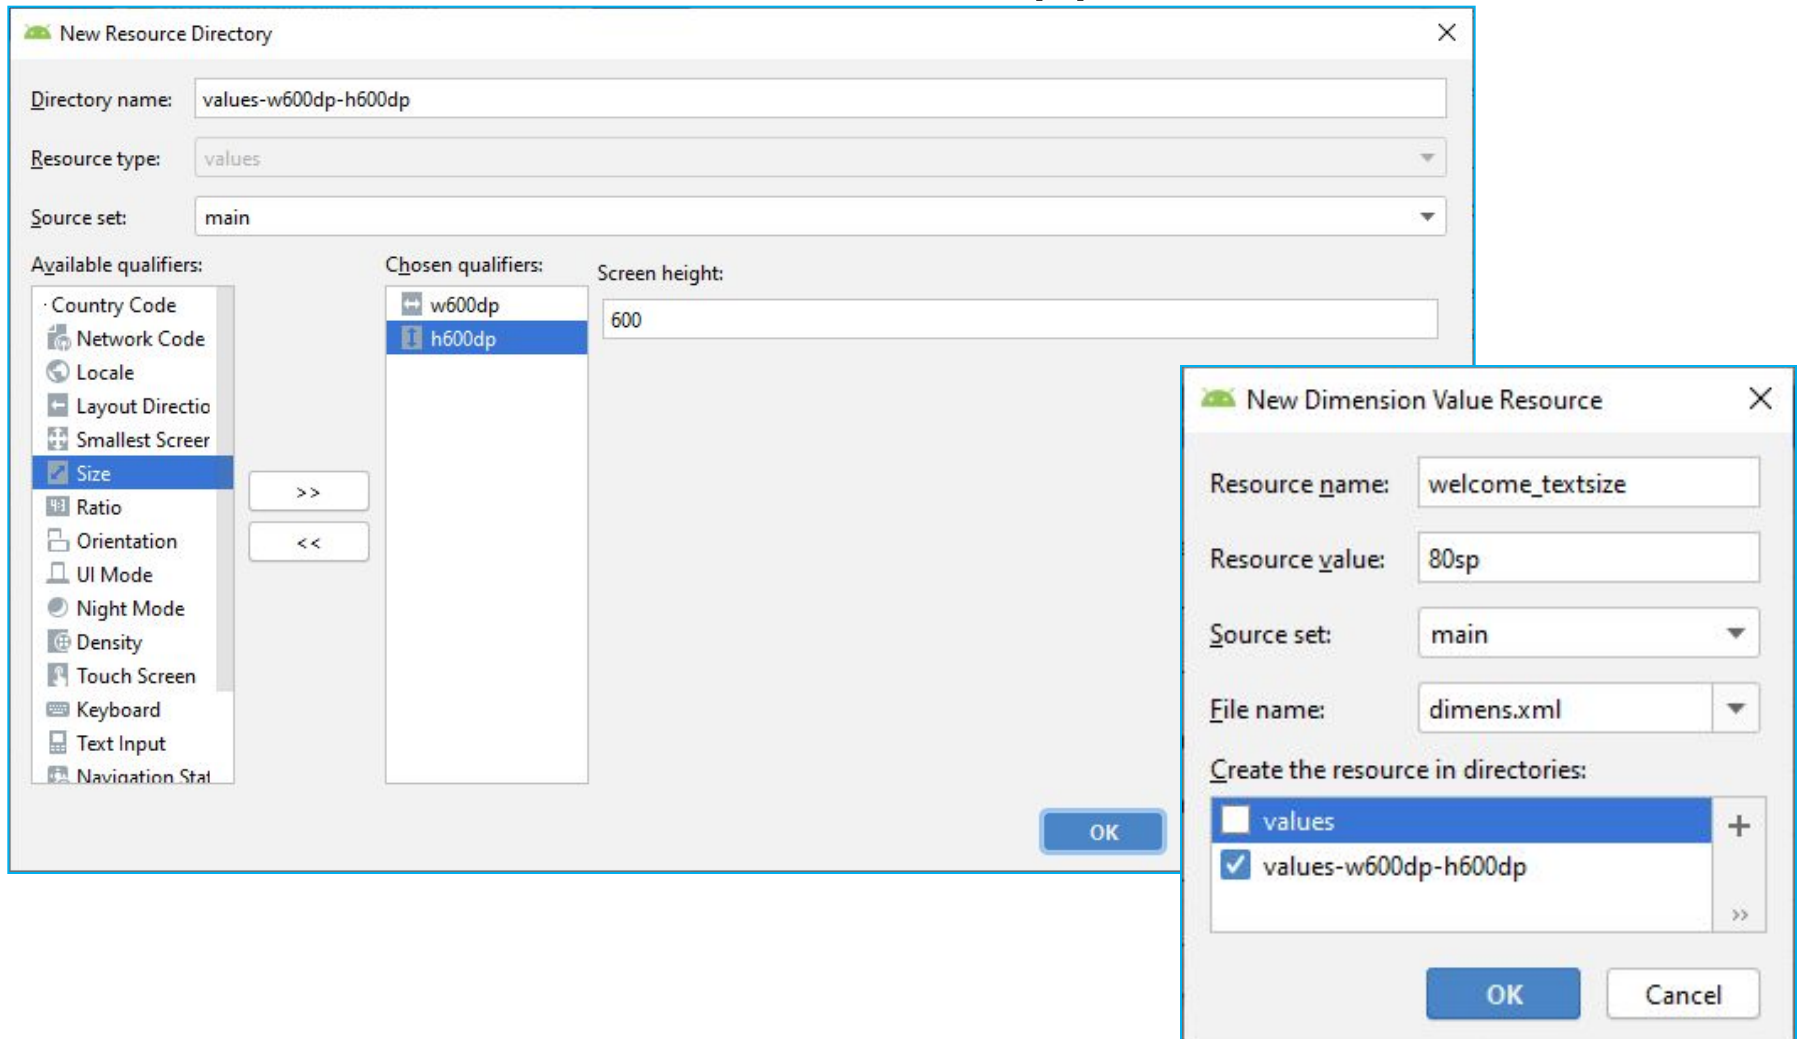 New Resource Directory
Directory name: values-w600dp-h600dp
Resource type: values
Source set: main
Available qualifiers:
Country Code
Network Code
Locale
Layout Directio
Smallest Screer
Size
Ratio
Orientation
UI Mode
Night Mode
Density
Touch Screen
Keyboard
Text Input
Navigation Stat
>>
<<
Chosen qualifiers:
w600dp
h600dp
Screen height:
600
OK
New Dimension Value Resource
Resource name: welcome_textsize
Resource value: 80sp
Source set: main
File name: dimens.xml
Create the resource in directories:
values
values-w600dp-h600dp
OK Cancel